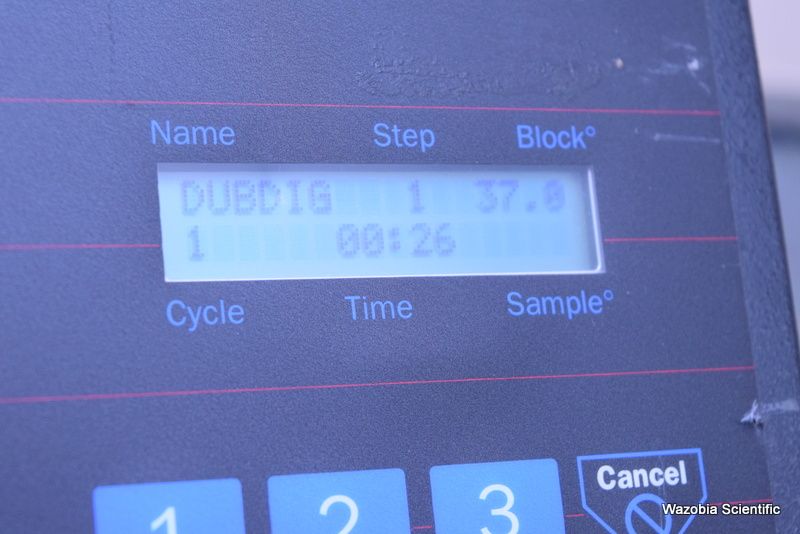 Name Step Block°
DUBDIG 1 37.0
1 00:26
Cycle Time Sample°
1 2 3 Cancel
Wazobia Scientific